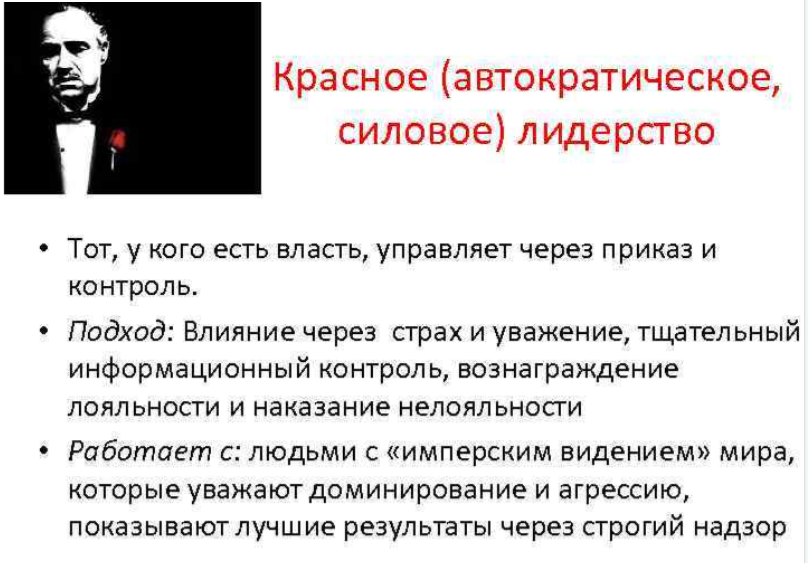 Красное (автократическое,
силовое) лидерство
• Тот, у кого есть власть, управляет через приказ и
контроль.
• Подход: Влияние через страх и уважение, тщательный
информационный контроль, вознаграждение
лояльности и наказание нелояльности
• Работает с: людьми с «имперским видением» мира,
которые уважают доминирование и агрессию,
показывают лучшие результаты через строгий надзор